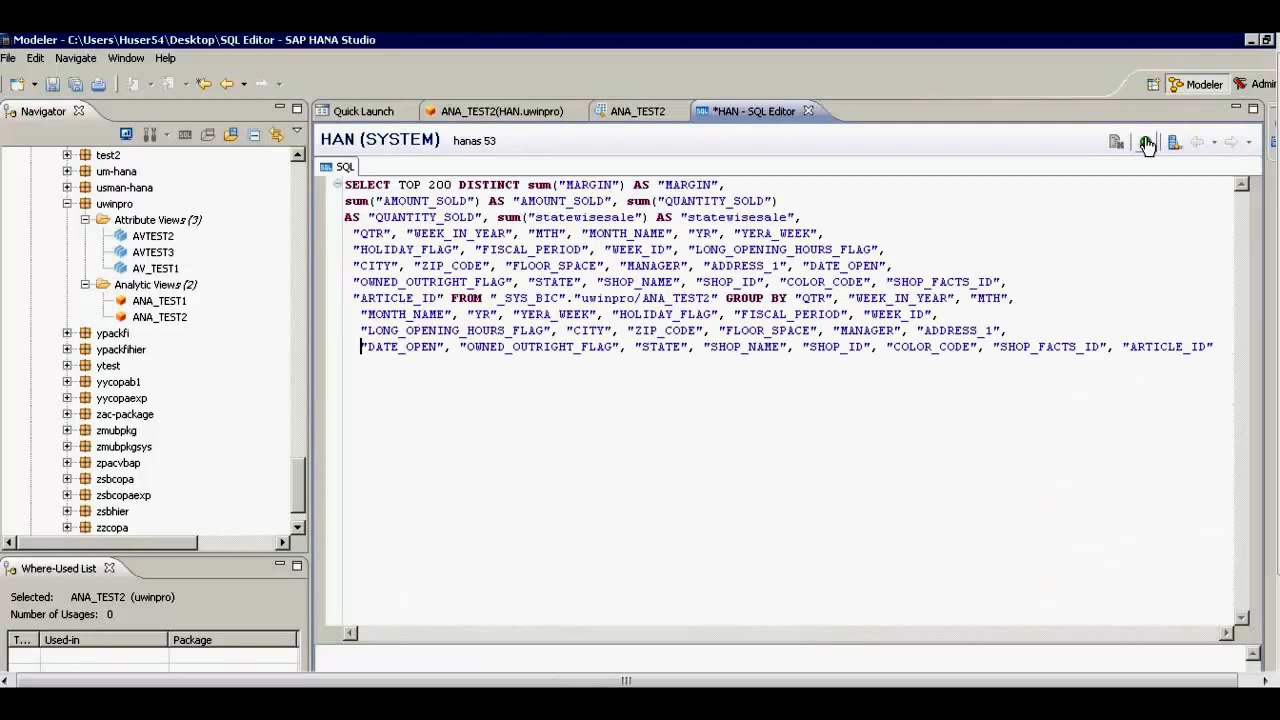 Modeler - C:\Users\Huser54\Desktop\SQL Editor - SAP HANA Studio
File Edit Navigate Window Help
Modeler Admin
Navigator
Quick Launch ANA_TEST2(HAN.uwinpro) ANA_TEST2 *HAN - SQL Editor
HAN (SYSTEM) hanas 53
SQL
test2
um-hana
usman-hana
uwinpro
Attribute Views (3)
AVTEST2
AVTEST3
AV_TEST1
Analytic Views (2)
ANA_TEST1
ANA_TEST2
ypackfi
ypackfihier
ytest
yycopab1
yycopaexp
zac-package
zmubpkg
zmubpkgsys
zpacvbap
zsbcopa
zsbcopaexp
zsbhier
zzcopa
SELECT TOP 200 DISTINCT sum("MARGIN") AS "MARGIN",
sum("AMOUNT_SOLD") AS "AMOUNT_SOLD", sum("QUANTITY_SOLD")
AS "QUANTITY_SOLD", sum("statewisesale") AS "statewisesale",
"QTR", "WEEK_IN_YEAR", "MTH", "MONTH_NAME", "YR", "YERA_WEEK",
"HOLIDAY_FLAG", "FISCAL_PERIOD", "WEEK_ID", "LONG_OPENING_HOURS_FLAG",
"CITY", "ZIP_CODE", "FLOOR_SPACE", "MANAGER", "ADDRESS_1", "DATE_OPEN",
"OWNED_OUTRIGHT_FLAG", "STATE", "SHOP_NAME", "SHOP_ID", "COLOR_CODE", "SHOP_FACTS_ID",
"ARTICLE_ID" FROM "_SYS_BIC"."uwinpro/ANA_TEST2" GROUP BY "QTR", "WEEK_IN_YEAR", "MTH",
"MONTH_NAME", "YR", "YERA_WEEK", "HOLIDAY_FLAG", "FISCAL_PERIOD", "WEEK_ID",
"LONG_OPENING_HOURS_FLAG", "CITY", "ZIP_CODE", "FLOOR_SPACE", "MANAGER", "ADDRESS_1",
"DATE_OPEN", "OWNED_OUTRIGHT_FLAG", "STATE", "SHOP_NAME", "SHOP_ID", "COLOR_CODE", "SHOP_FACTS_ID", "ARTICLE_ID"
Where-Used List
Selected: ANA_TEST2 (uwinpro)
Number of Usages: 0
T... Used-in Package